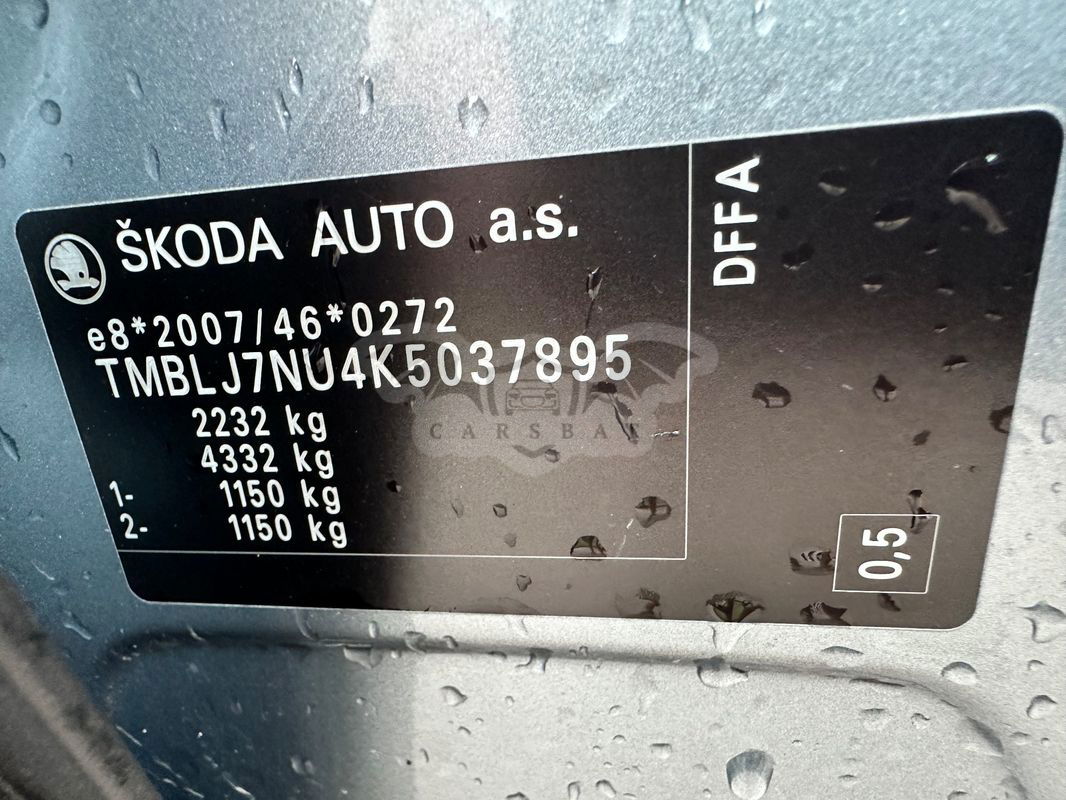 ŠKODA AUTO a.s.
e8*2007/46*0272
TMBLJ7NU4K5037895
2232 kg
4332 kg
1- 1150 kg
2- 1150 kg
DFFA
0,5
CARSBAT